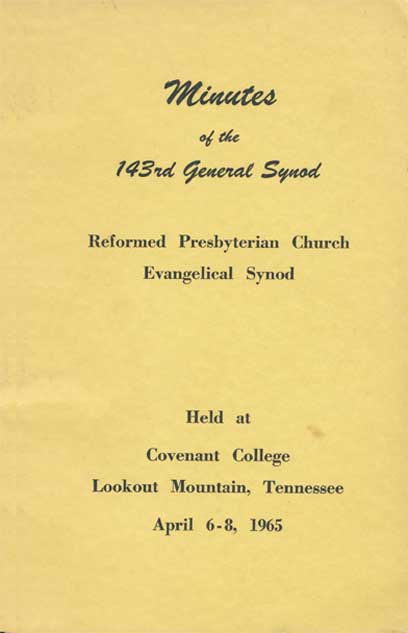 Minutes
of the
143rd General Synod
Reformed Presbyterian Church
Evangelical Synod
Held at
Covenant College
Lookout Mountain, Tennessee
April 6-8, 1965